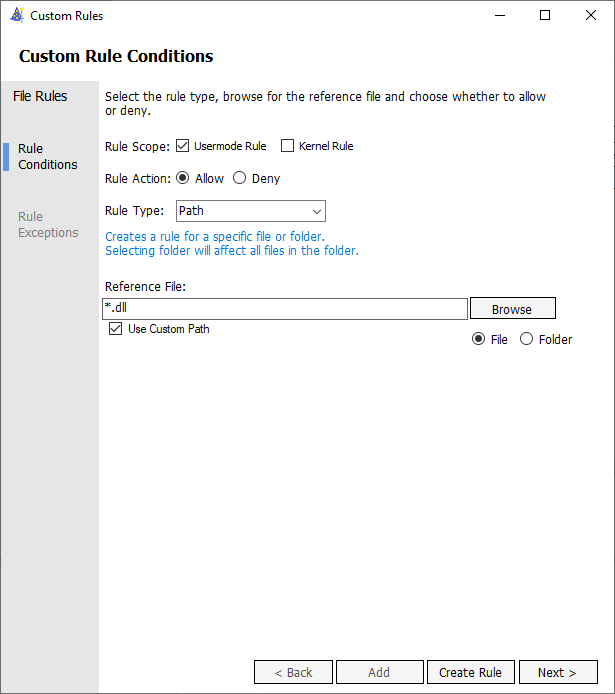 Custom Rules
Custom Rule Conditions
File Rules
Rule
Conditions
Rule
Exceptions
Select the rule type, browse for the reference file and choose whether to allow
or deny.
Rule Scope: Usermode Rule Kernel Rule
Rule Action: Allow Deny
Rule Type: Path
Creates a rule for a specific file or folder.
Selecting folder will affect all files in the folder.
Reference File:
*.dll Browse
Use Custom Path
File Folder
< Back Add Create Rule Next >